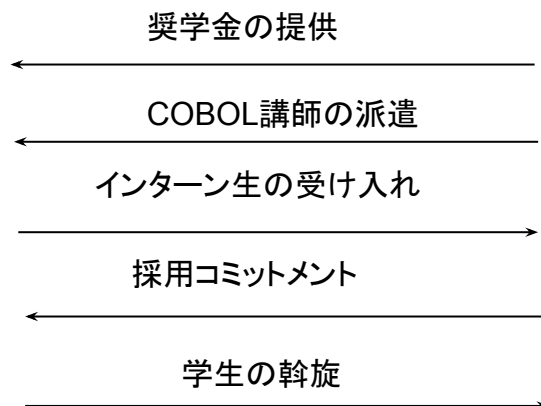 奨学金の提供
COBOL講師の派遣
インターン生の受け入れ
採用コミットメント
学生の斡旋